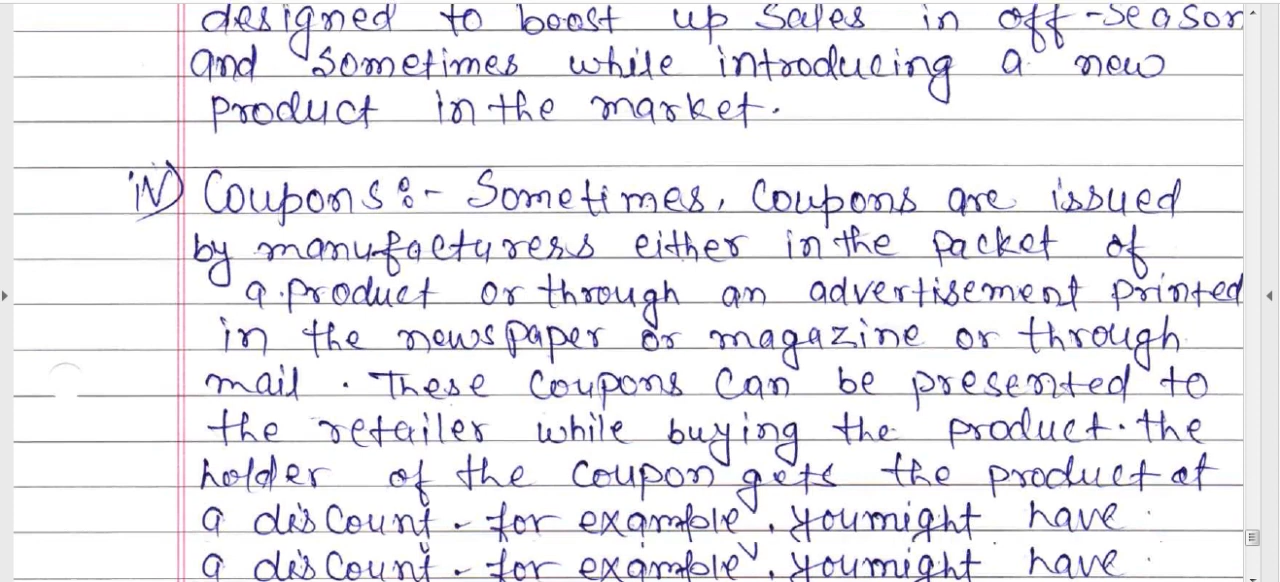 designed to boost up sales in off-season
and sometimes while introducing a new
product in the market.
iv) Coupons:- Sometimes, coupons are issued
by manufacturers either in the packet of
a product or through an advertisement printed
in the newspaper or magazine or through
mail. These coupons can be presented to
the retailer while buying the product. the
holder of the coupon gets the product at
a discount. for example, you might have
a discount. for example, you might have